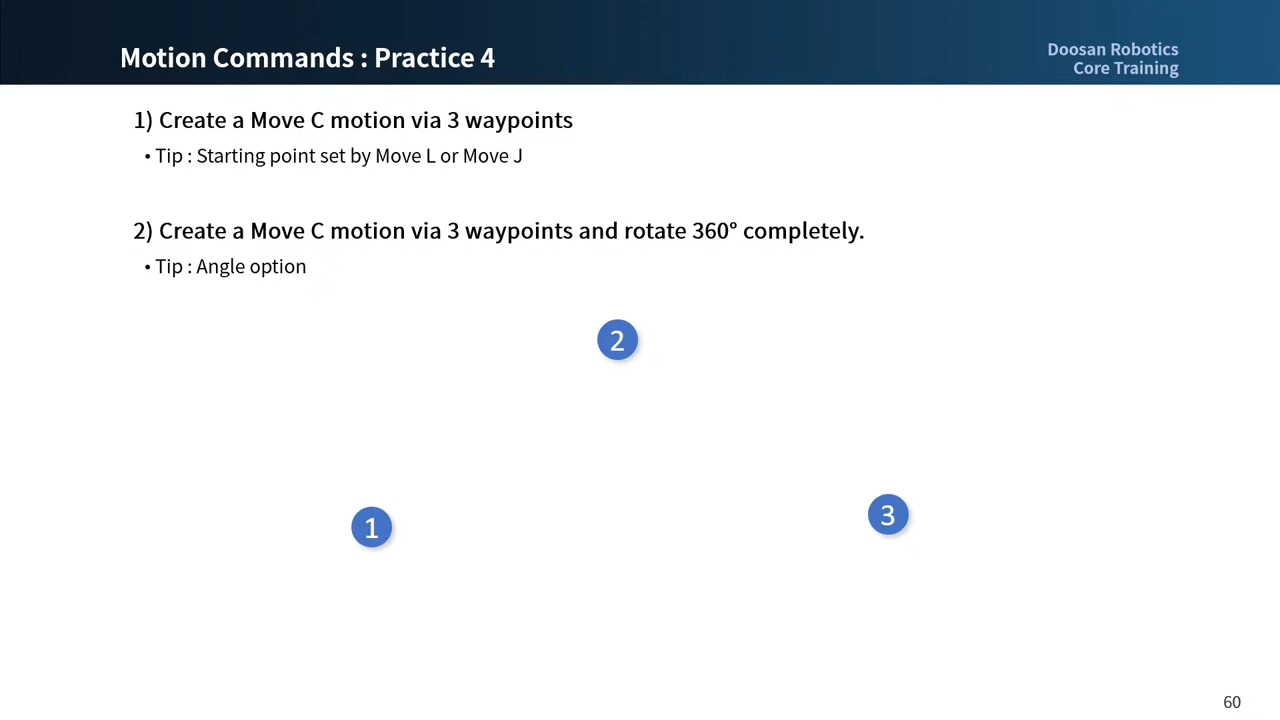 Motion Commands : Practice 4
Doosan Robotics
Core Training
1) Create a Move C motion via 3 waypoints
• Tip : Starting point set by Move L or Move J
2) Create a Move C motion via 3 waypoints and rotate 360° completely.
• Tip : Angle option
2
1
3
60